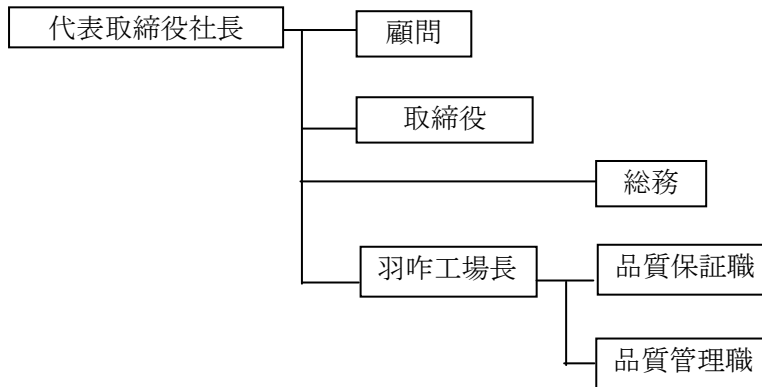 代表取締役社長
顧問
取締役
総務
羽咋工場長
品質保証職
品質管理職